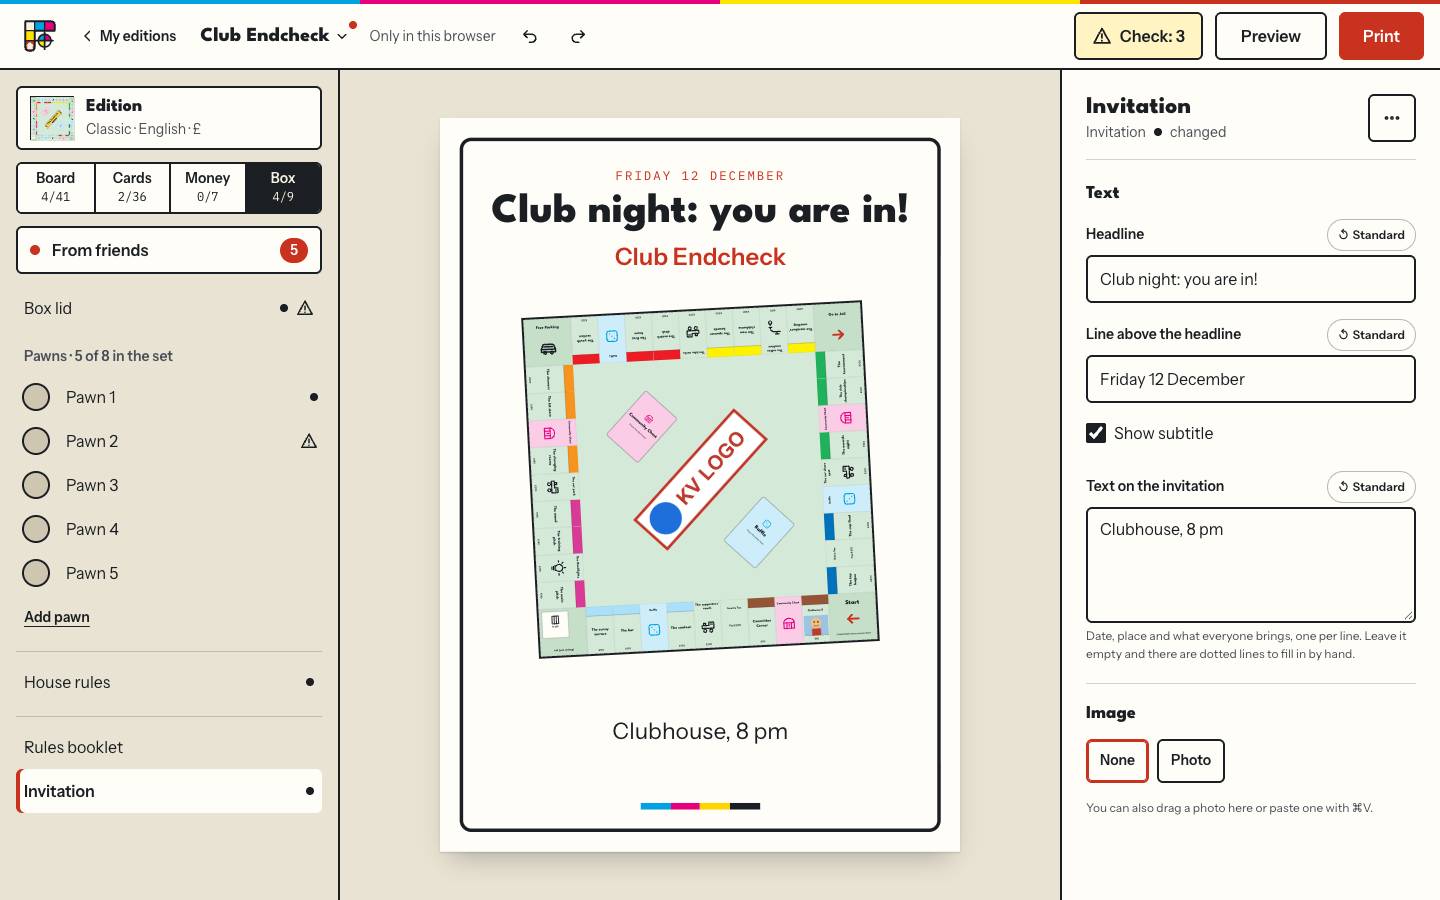 My editions
Club Endcheck
Only in this browser
Check: 3
Preview
Print
Edition
Classic · English · £
Board
4/41
Cards
2/36
Money
0/7
Box
4/9
From friends
5
Box lid
Pawns · 5 of 8 in the set
Pawn 1
Pawn 2
Pawn 3
Pawn 4
Pawn 5
Add pawn
House rules
Rules booklet
Invitation
FRIDAY 12 DECEMBER
Club night: you are in!
Club Endcheck
Free Parking
Go to Jail
Community Chest
KV LOGO
Raffle
Start
Clubhouse, 8 pm
Invitation
Invitation ● changed
Text
Headline
Standard
Club night: you are in!
Line above the headline
Standard
Friday 12 December
Show subtitle
Text on the invitation
Standard
Clubhouse, 8 pm
Date, place and what everyone brings, one per line. Leave it
empty and there are dotted lines to fill in by hand.
Image
None
Photo
You can also drag a photo here or paste one with ⌘V.